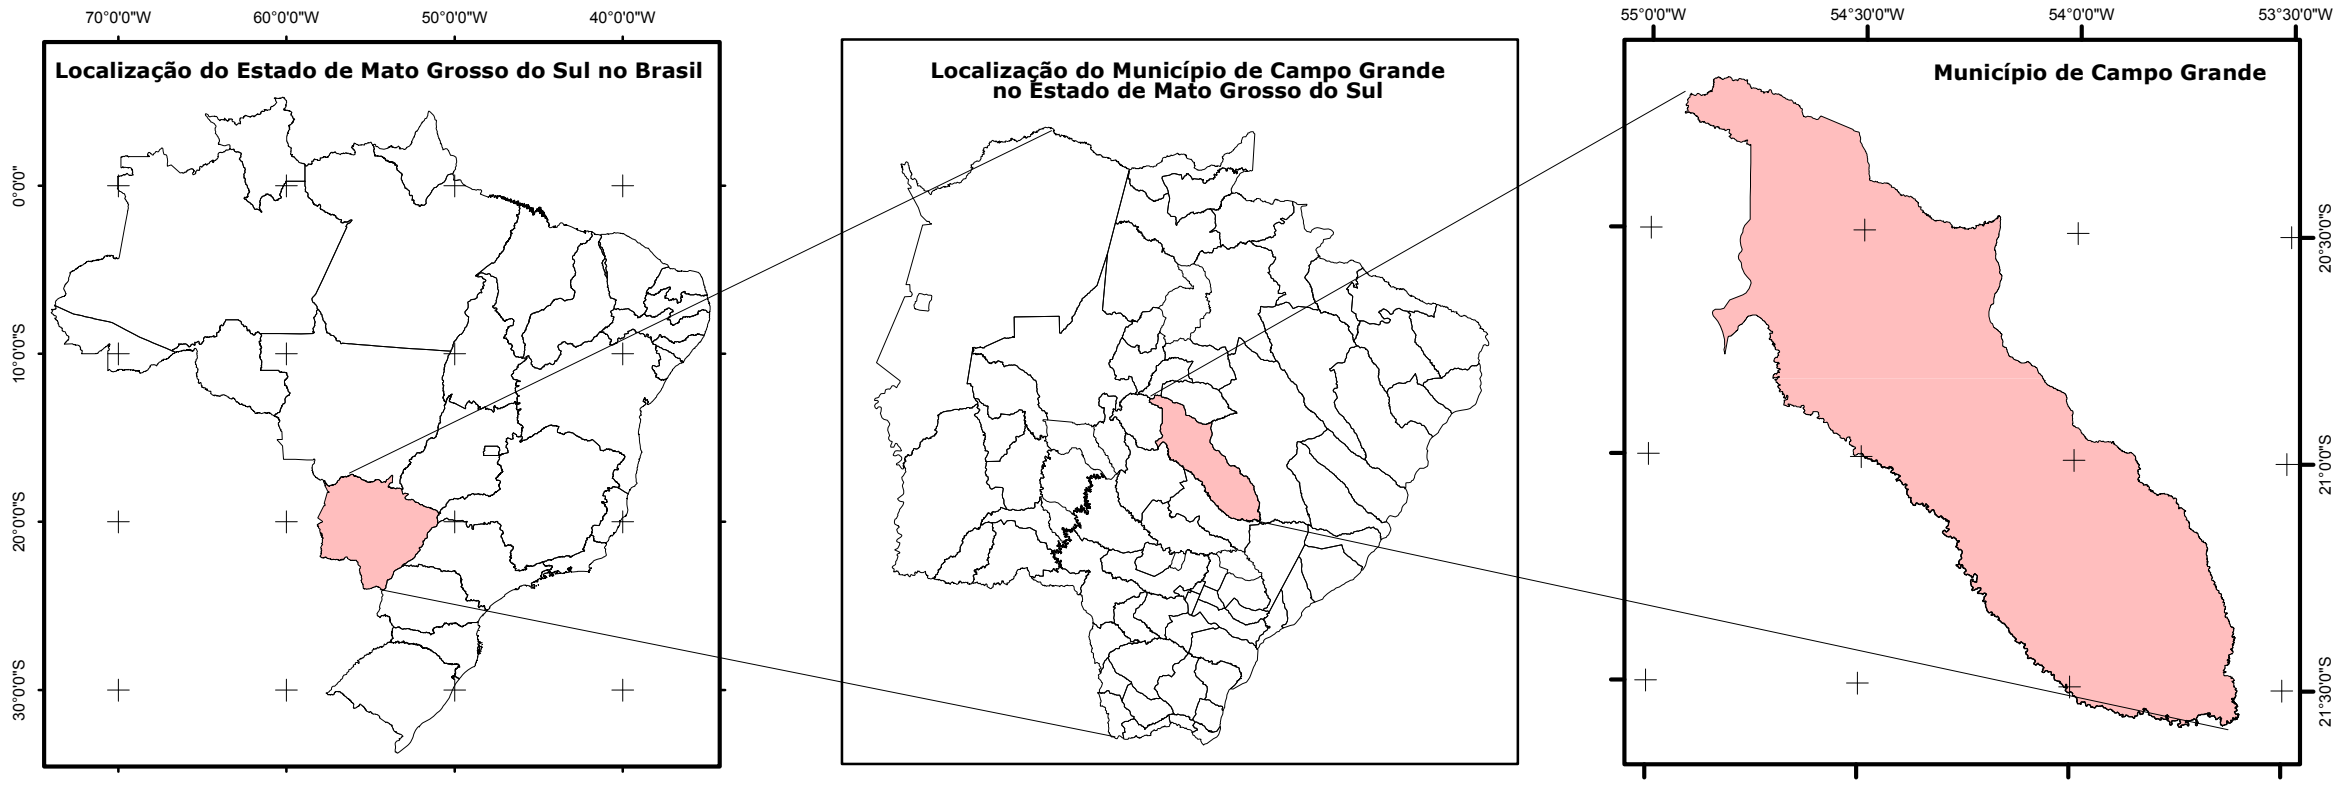 70°0'0"W 60°0'0"W 50°0'0"W 40°0'0"W
Localização do Estado de Mato Grosso do Sul no Brasil
0°0'0"
10°0'0"S
20°0'0"S
30°0'0"S
Localização do Município de Campo Grande
no Estado de Mato Grosso do Sul
55°0'0"W 54°30'0"W 54°0'0"W 53°30'0"W
Município de Campo Grande
20°30'0"S
21°0'0"S
21°30'0"S